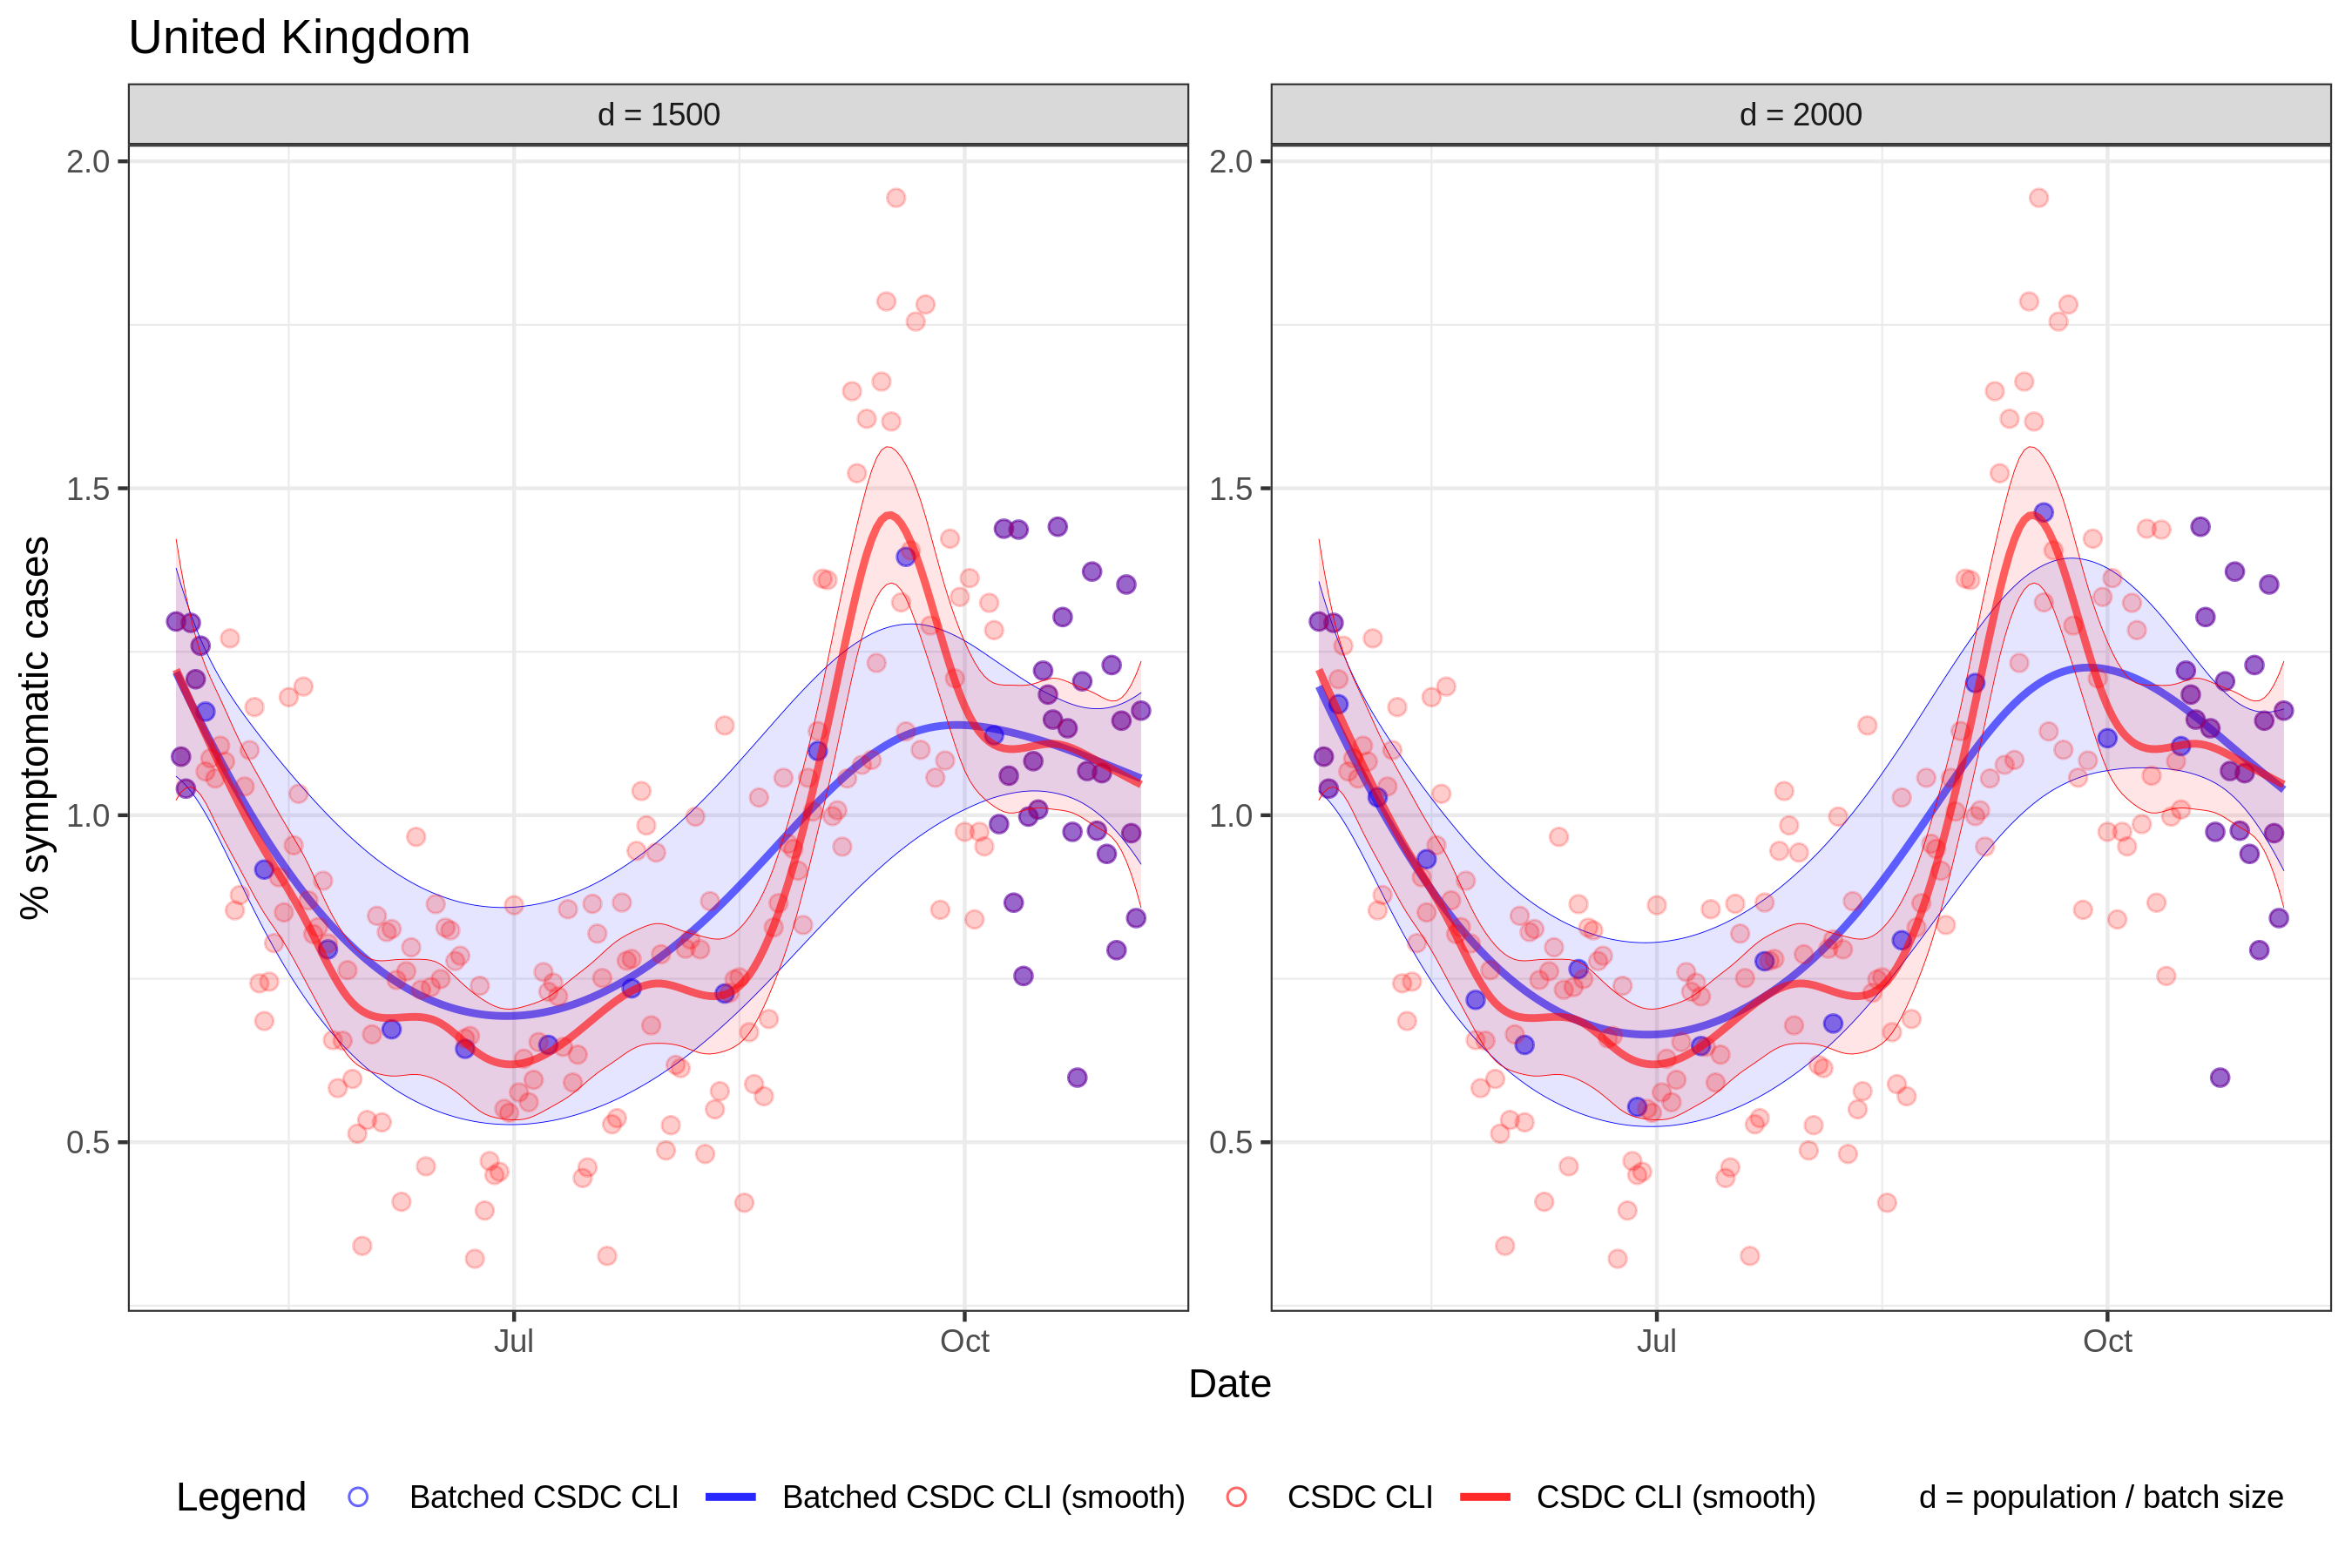 United Kingdom
d = 1500
d = 2000
% symptomatic cases
2.0
1.5
1.0
0.5
2.0
1.5
1.0
0.5
Jul
Oct
Jul
Oct
Date
Legend
Batched CSDC CLI
Batched CSDC CLI (smooth)
CSDC CLI
CSDC CLI (smooth)
d = population / batch size